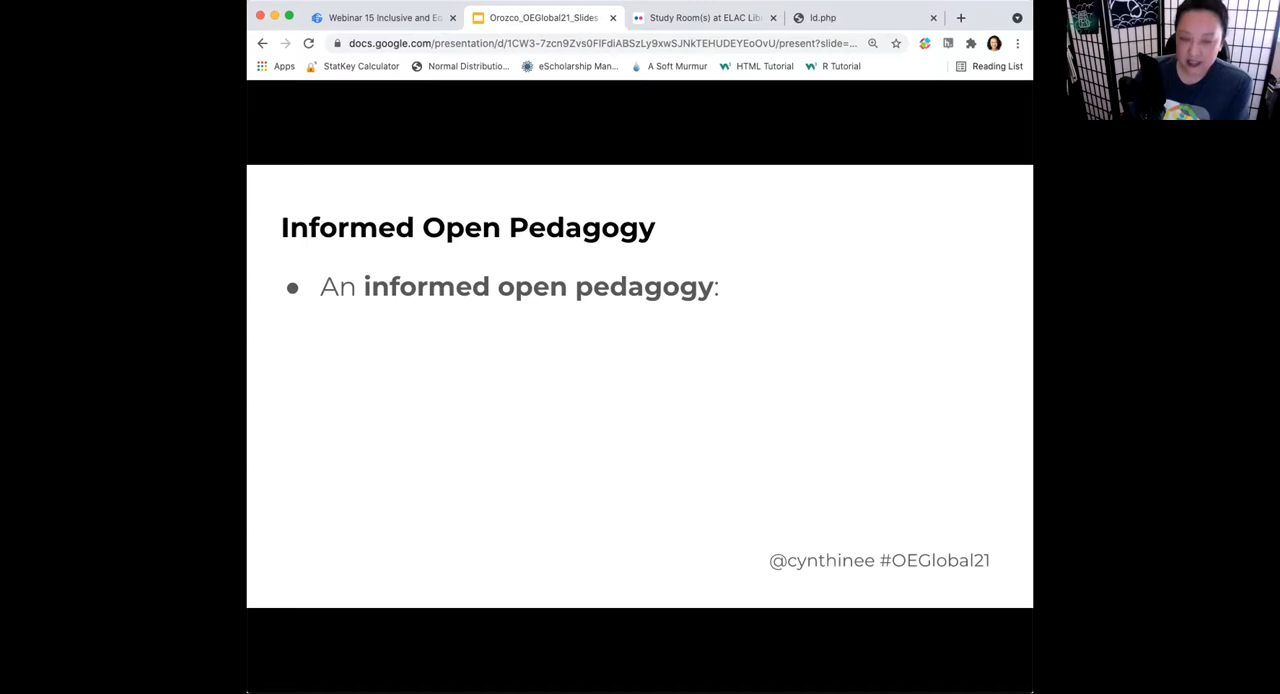 Webinar 15 Inclusive and Eq
Orozco_OEGlobal21_Slides
Study Room(s) at ELAC Lib
ld.php
docs.google.com/presentation/d/1CW3-7zcn9Zvs0FlFdiABSzLy9xwSJNkTEHUDEYEoOvU/present?slide=...
Apps
StatKey Calculator
Normal Distributio...
eScholarship Man...
A Soft Murmur
HTML Tutorial
R Tutorial
Reading List
Informed Open Pedagogy
● An informed open pedagogy:
@cynthinee #OEGlobal21